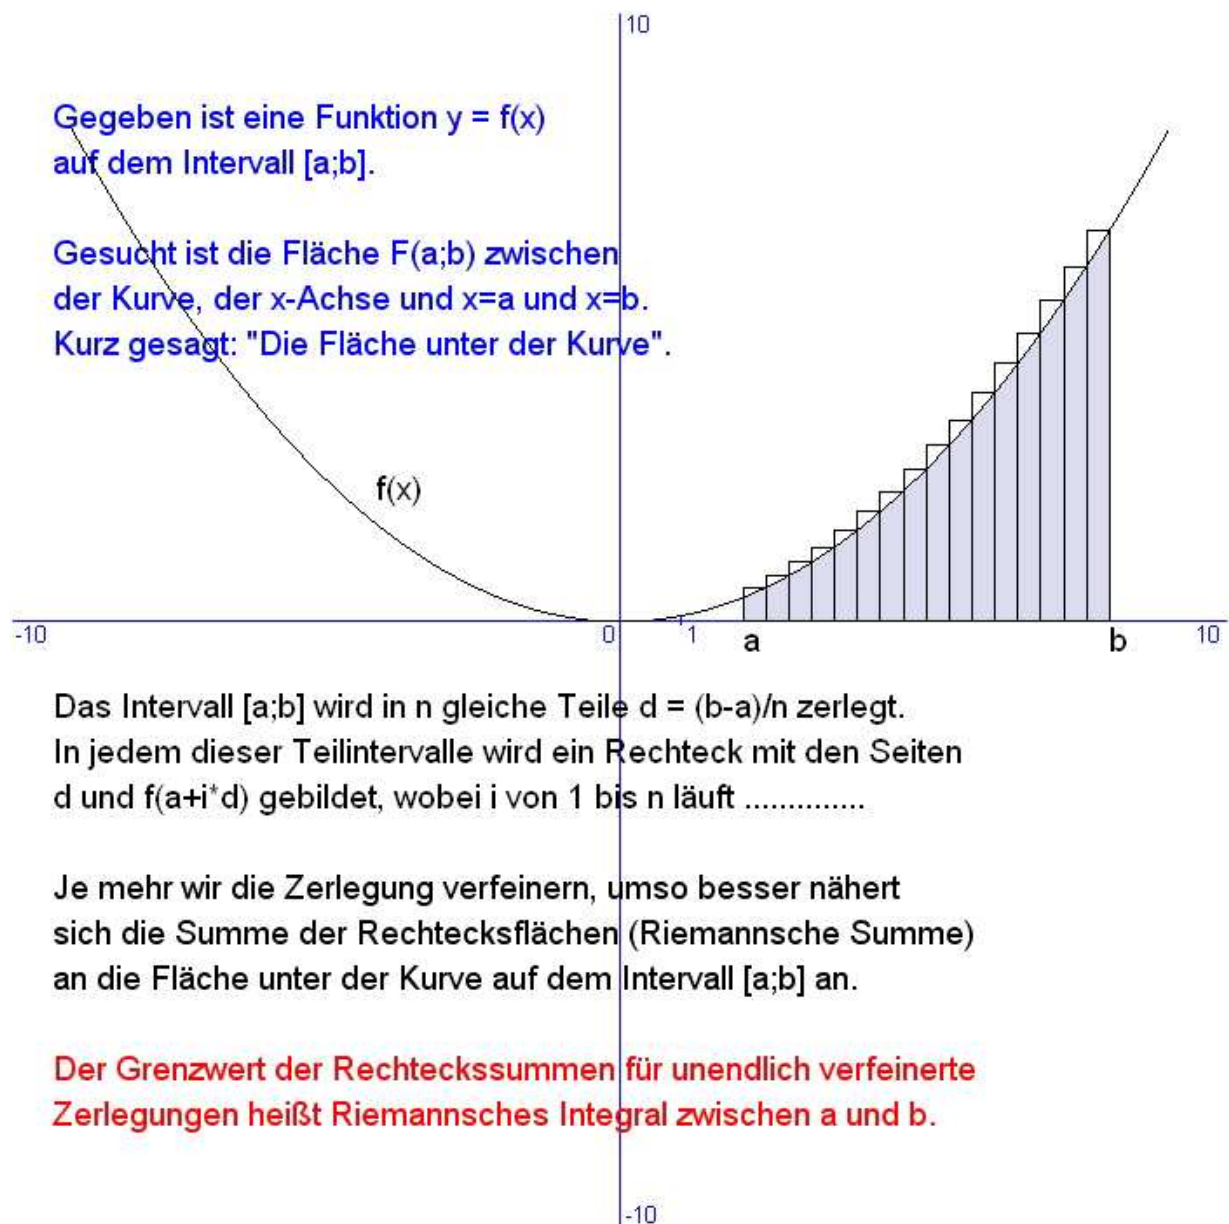 10
Gegeben ist eine Funktion y = f(x)
auf dem Intervall [a;b].
Gesucht ist die Fläche F(a;b) zwischen
der Kurve, der x-Achse und x=a und x=b.
Kurz gesagt: "Die Fläche unter der Kurve".
f(x)
-10 0 1 a b 10
Das Intervall [a;b] wird in n gleiche Teile d = (b-a)/n zerlegt.
In jedem dieser Teilintervalle wird ein Rechteck mit den Seiten
d und f(a+i*d) gebildet, wobei i von 1 bis n läuft ..............
Je mehr wir die Zerlegung verfeinern, umso besser nähert
sich die Summe der Rechtecksflächen (Riemannsche Summe)
an die Fläche unter der Kurve auf dem Intervall [a;b] an.
Der Grenzwert der Rechteckssummen für unendlich verfeinerte
Zerlegungen heißt Riemannsches Integral zwischen a und b.
-10